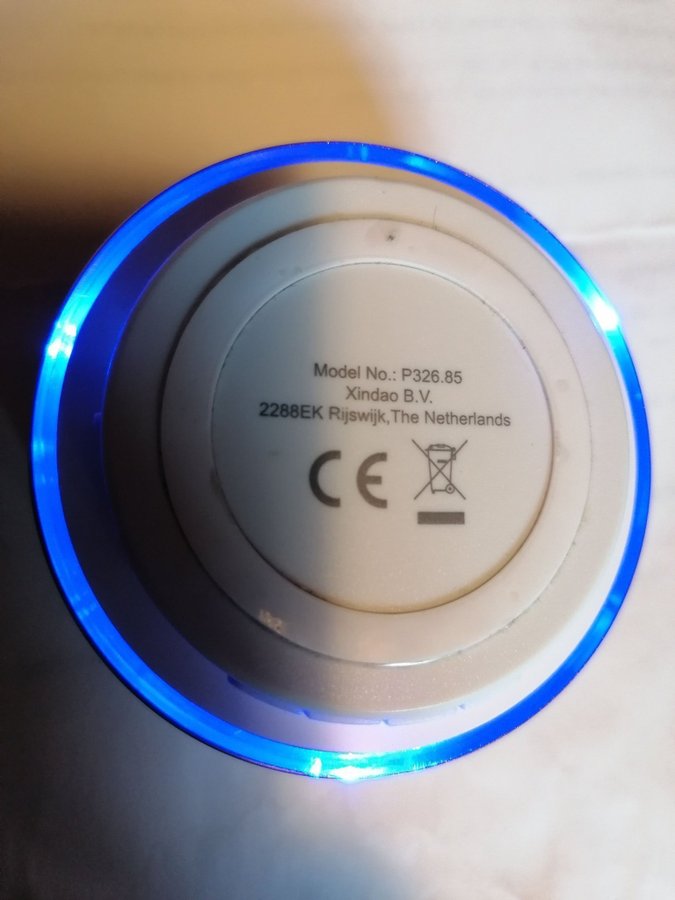 Model No.: P326.85
Xindao B.V.
2288EK Rijswijk,The Netherlands
CE